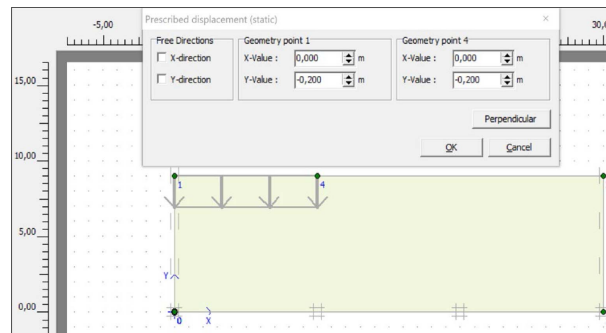 -5,00
30,0
Prescribed displacement (static)
×
Free Directions
X-direction
Y-direction
Geometry point 1
X-Value : 0,000 m
Y-Value : -0,200 m
Geometry point 4
X-Value : 0,000 m
Y-Value : -0,200 m
Perpendicular
OK
Cancel
15,00
10,00
5,00
0,00
1
4
Y
0
X